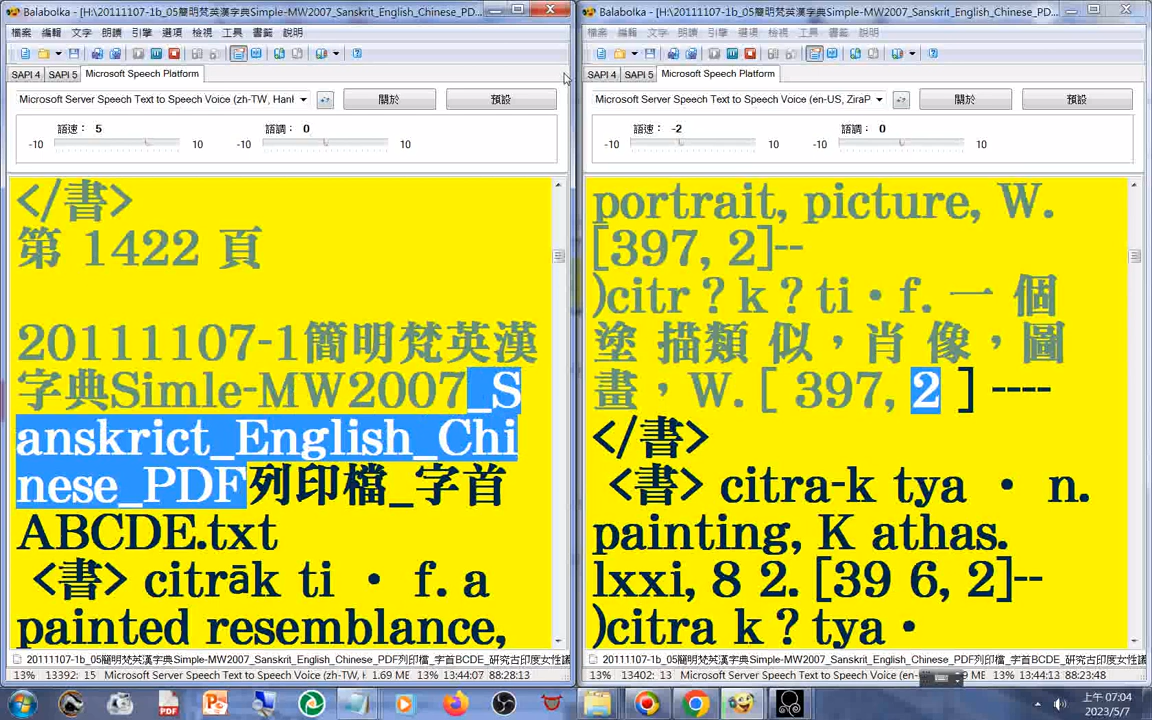 Balabolka - [H:\20111107-1b_05簡明梵英漢字典Simple-MW2007_Sanskrit_English_Chinese_PD...
檔案 編輯 文字 朗讀 引擎 選項 檢視 工具 書籤 說明
SAPI 4 SAPI 5 Microsoft Speech Platform
Microsoft Server Speech Text to Speech Voice (zh-TW, HanH 關於 預設
語速： 5 語調： 0
-10 10 -10 10
</書>
第 1422 頁
20111107-1簡明梵英漢
字典Simle-MW2007_S
anskrict_English_Chi
nese_PDF列印檔_字首
ABCDE.txt
<書> citrāk ti • f. a
painted resemblance,
20111107-1b_05簡明梵英漢字典Simple-MW2007_Sanskrit_English_Chinese_PDF列印檔_字首BCDE_研究古印度女性議
13% 13392: 15 Microsoft Server Speech Text to Speech Voice (zh-TW, H 1.69 MB 13% 13:44:07 88:28:13
Balabolka - [H:\20111107-1b_05簡明梵英漢字典Simple-MW2007_Sanskrit_English_Chinese_PD...
檔案 編輯 文字 朗讀 引擎 選項 檢視 工具 書籤 說明
SAPI 4 SAPI 5 Microsoft Speech Platform
Microsoft Server Speech Text to Speech Voice (en-US, ZiraP 關於 預設
語速： -2 語調： 0
-10 10 -10 10
portrait, picture, W.
[397, 2]--
)citr？k？ti•f. 一 個
塗 描類 似，肖 像，圖
畫，W. [ 397, 2 ] ----
</書>
<書> citra-k tya • n.
painting, K athas.
lxxi, 8 2. [39 6, 2]--
)citra k？tya•
20111107-1b_05簡明梵英漢字典Simple-MW2007_Sanskrit_English_Chinese_PDF列印檔_字首BCDE_研究古印度女性議
13% 13402: 13 Microsoft Server Speech Text to Speech Voice (en-US, 9 ME 13% 13:44:07 88:23:48
上午 07:04
2023/5/7